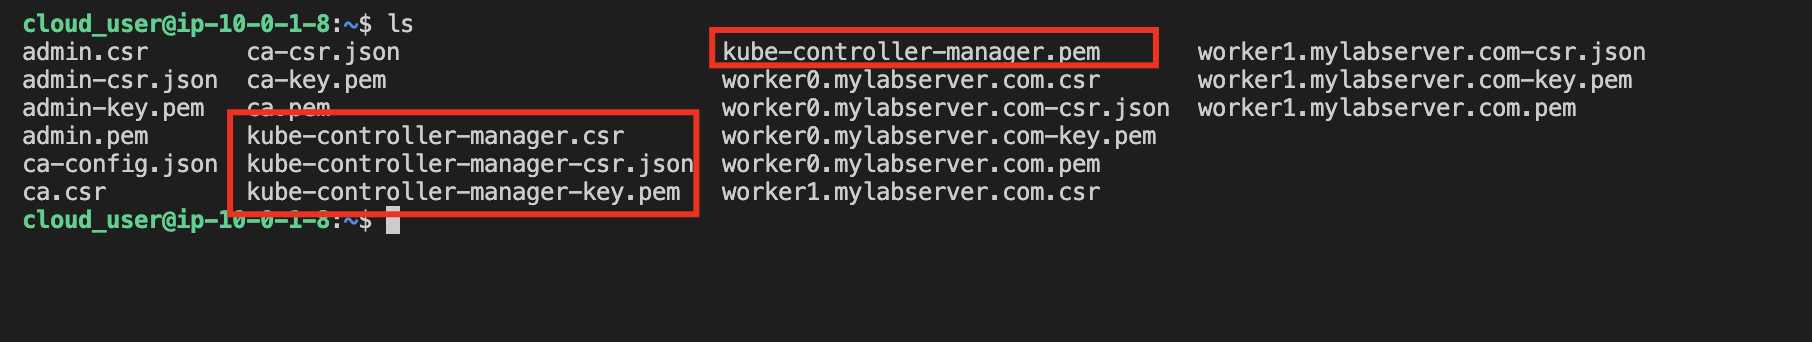 cloud_user@ip-10-0-1-8:~$ ls
admin.csr ca-csr.json kube-controller-manager.pem worker1.mylabserver.com-csr.json
admin-csr.json ca-key.pem worker0.mylabserver.com.csr worker1.mylabserver.com-key.pem
admin-key.pem ca.pem worker0.mylabserver.com-csr.json worker1.mylabserver.com.pem
admin.pem kube-controller-manager.csr worker0.mylabserver.com-key.pem
ca-config.json kube-controller-manager-csr.json worker0.mylabserver.com.pem
ca.csr kube-controller-manager-key.pem worker1.mylabserver.com.csr
cloud_user@ip-10-0-1-8:~$